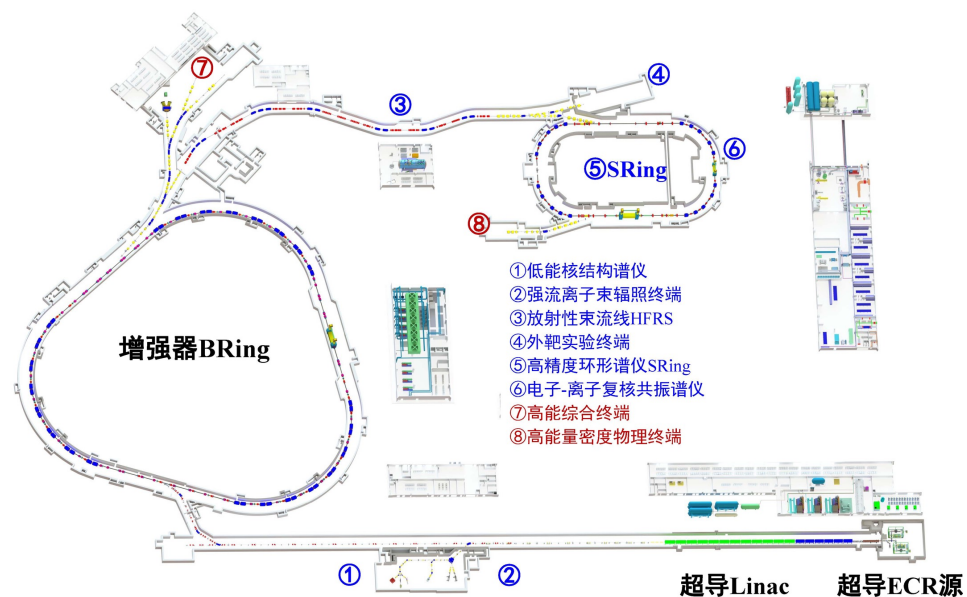 ⑦
④
③
⑥
⑤SRing
⑧
①低能核结构谱仪
②强流离子束辐照终端
③放射性束流线HFRS
④外靶实验终端
⑤高精度环形谱仪SRing
⑥电子-离子复核共振谱仪
⑦高能综合终端
⑧高能量密度物理终端
增强器BRing
①
②
超导Linac
超导ECR源